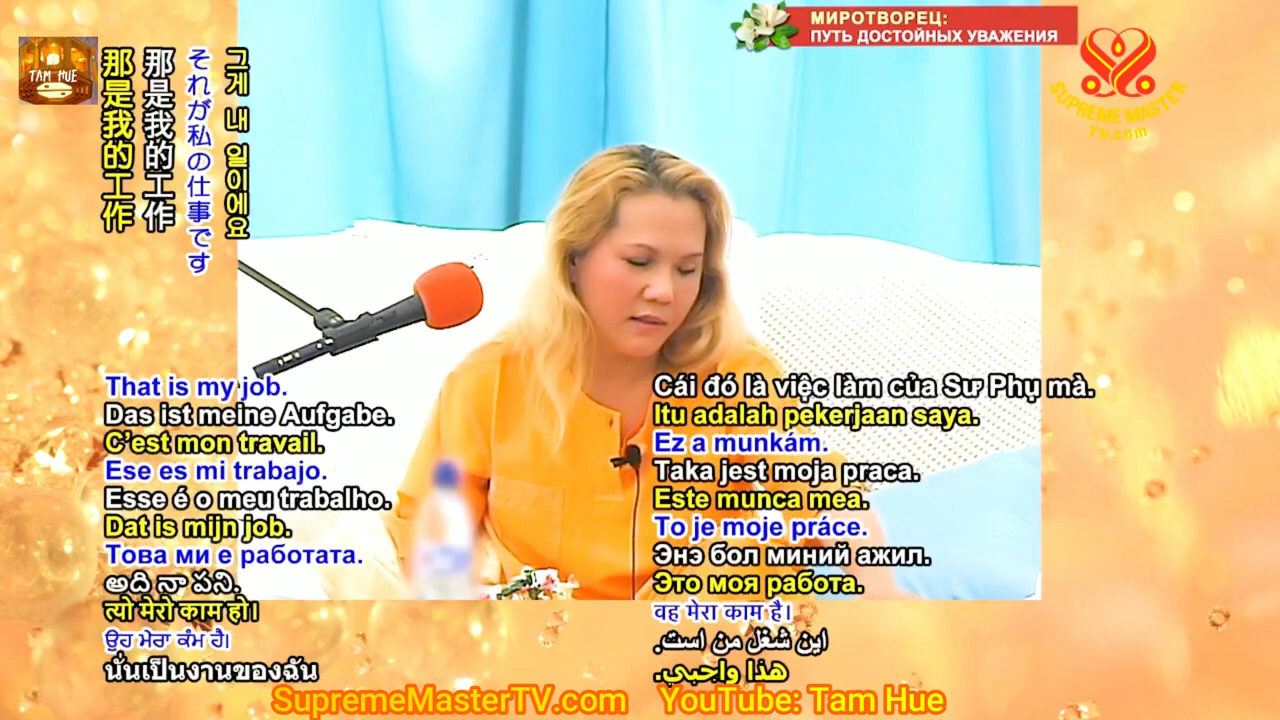 TAM HUE
那是我的工作
那是我的工作
それが私の仕事です
그게 내 일이에요
МИРОТВОРЕЦ:
ПУТЬ ДОСТОЙНЫХ УВАЖЕНИЯ
SUPREME MASTER
TV.com
That is my job.
Das ist meine Aufgabe.
C'est mon travail.
Ese es mi trabajo.
Esse é o meu trabalho.
Dat is mijn job.
Това ми е работата.
అది నా పని.
त्यो मेरो काम हो।
ਉਹ ਮੇਰਾ ਕੰਮ ਹੈ।
นั่นเป็นงานของฉัน
Cái đó là việc làm của Sư Phụ mà.
Itu adalah pekerjaan saya.
Ez a munkám.
Taka jest moja praca.
Este munca mea.
To je moje práce.
Энэ бол миний ажил.
Это моя работа.
वह मेरा काम है।
این شغل من است.
هذا واجبي.
SupremeMasterTV.com YouTube: Tam Hue